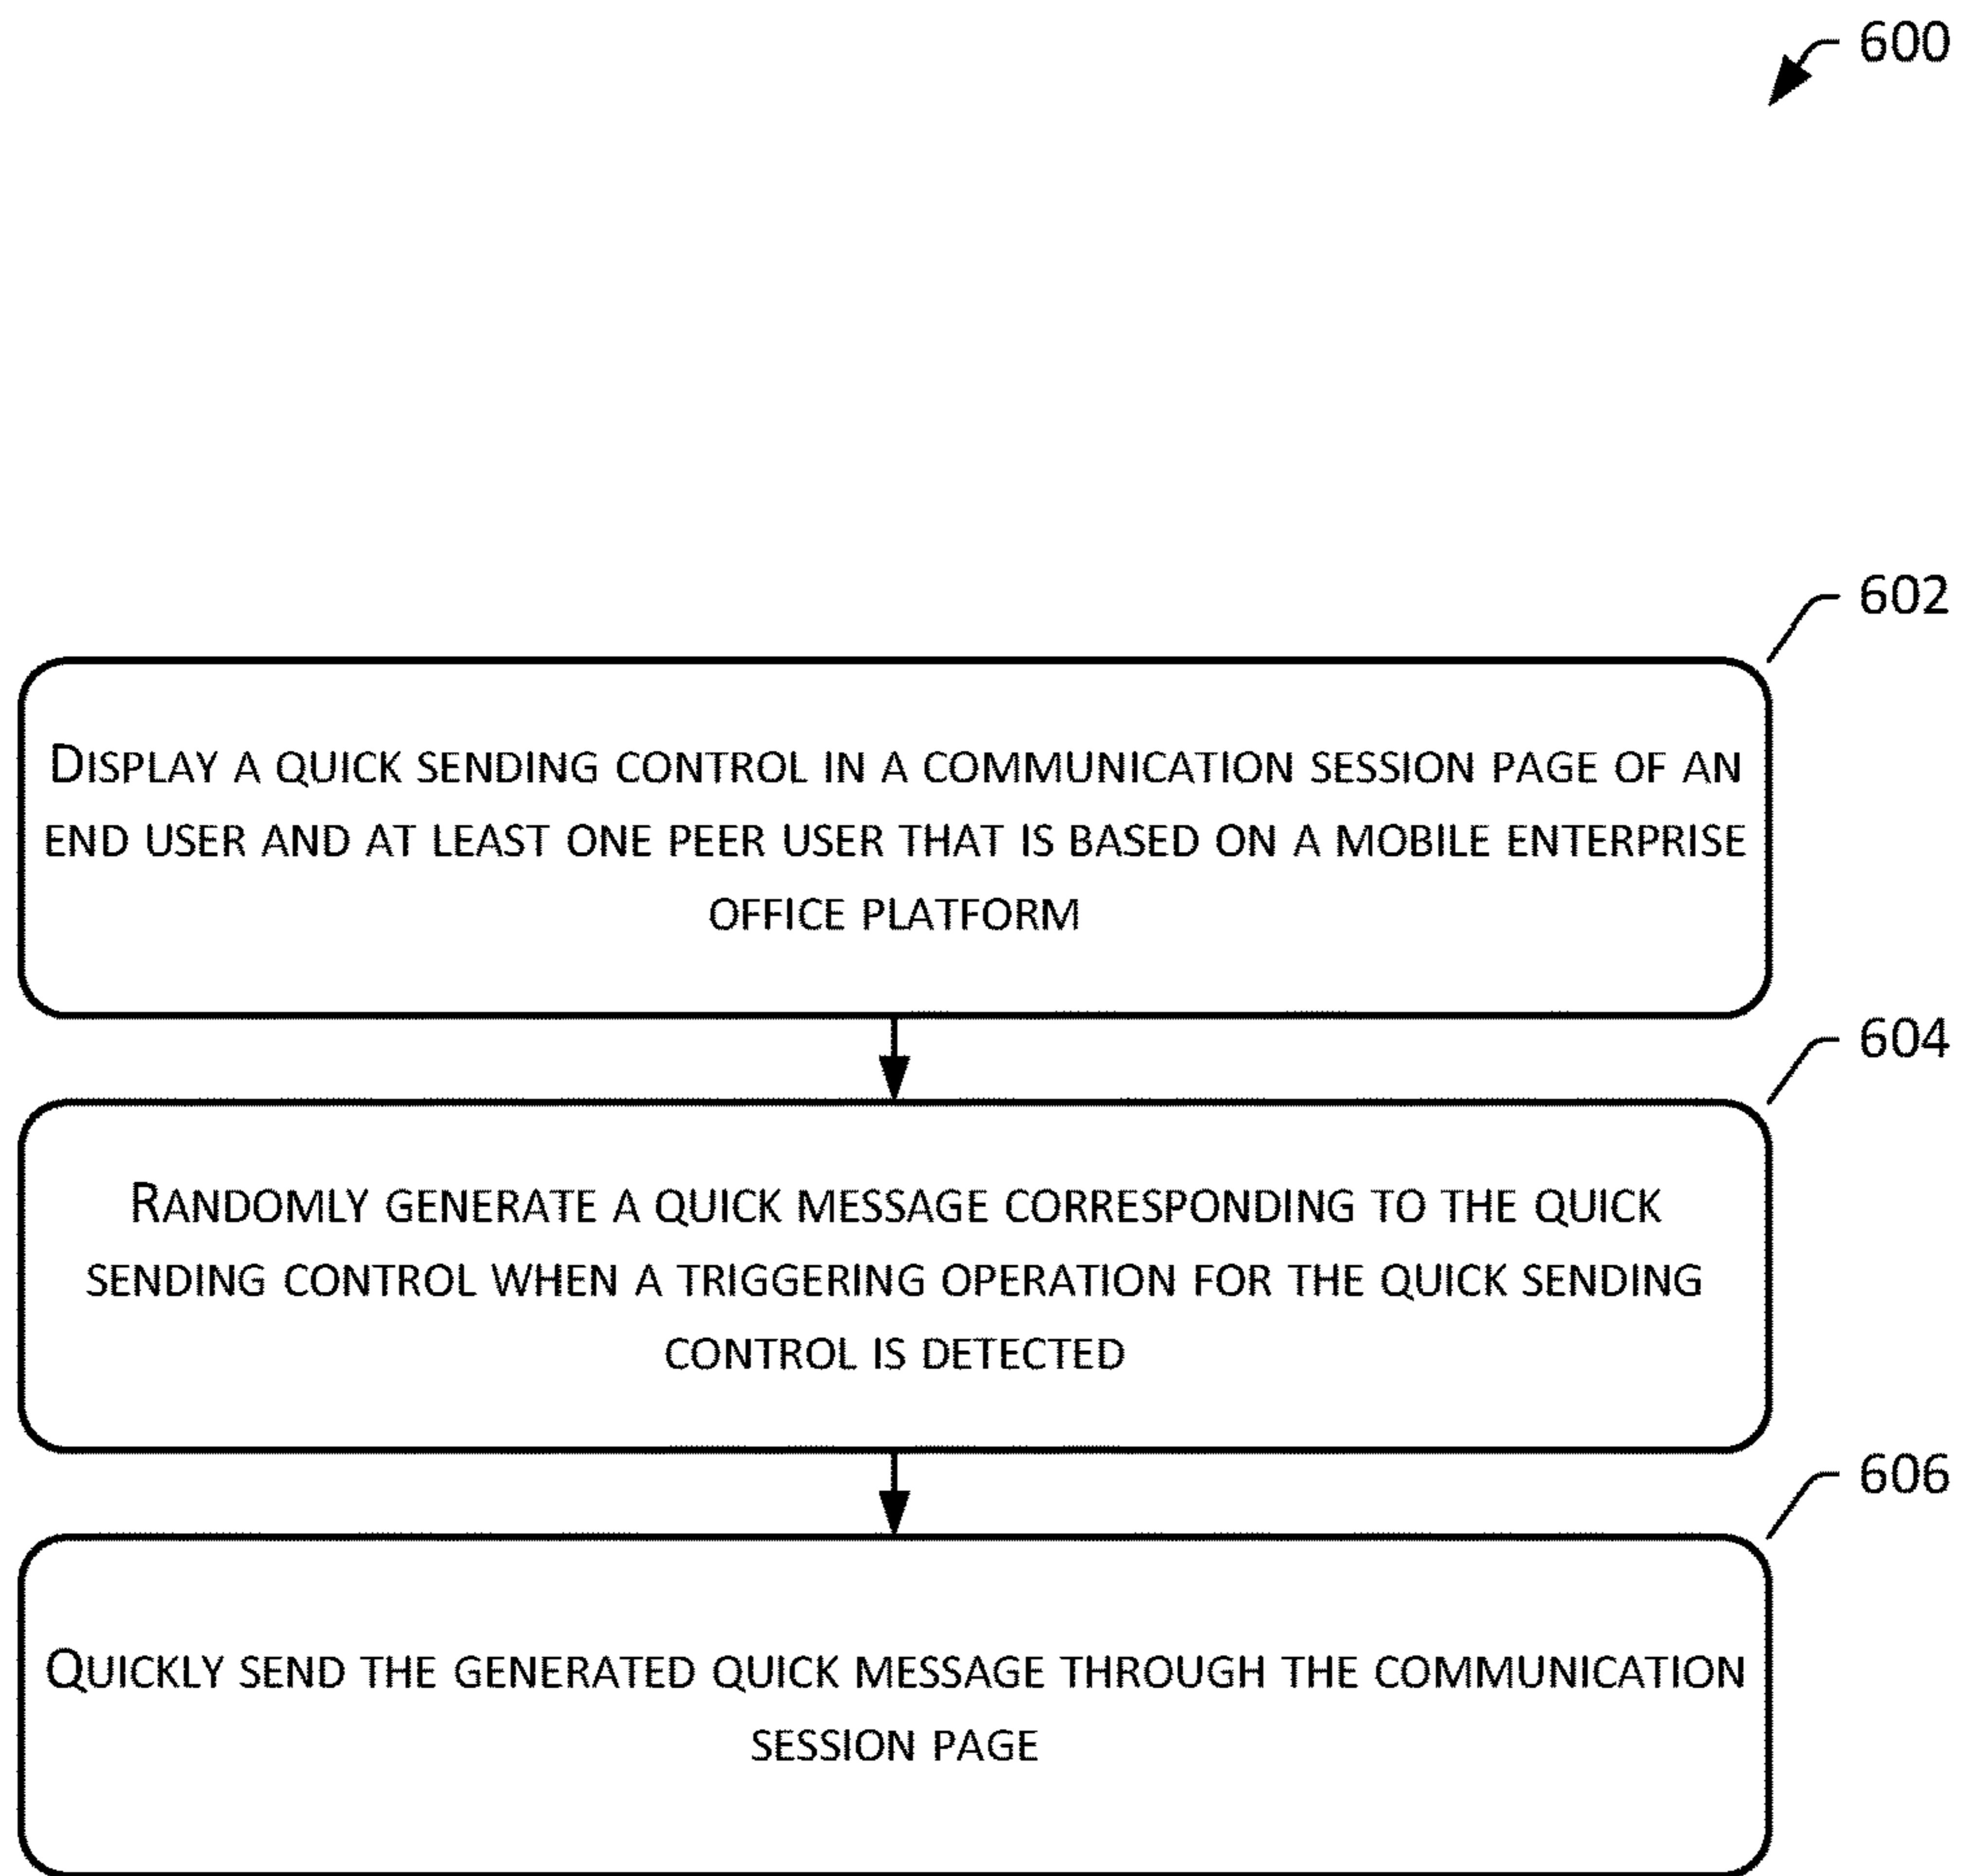 600
602
DISPLAY A QUICK SENDING CONTROL IN A COMMUNICATION SESSION PAGE OF AN
END USER AND AT LEAST ONE PEER USER THAT IS BASED ON A MOBILE ENTERPRISE
OFFICE PLATFORM
604
RANDOMLY GENERATE A QUICK MESSAGE CORRESPONDING TO THE QUICK
SENDING CONTROL WHEN A TRIGGERING OPERATION FOR THE QUICK SENDING
CONTROL IS DETECTED
606
QUICKLY SEND THE GENERATED QUICK MESSAGE THROUGH THE COMMUNICATION
SESSION PAGE